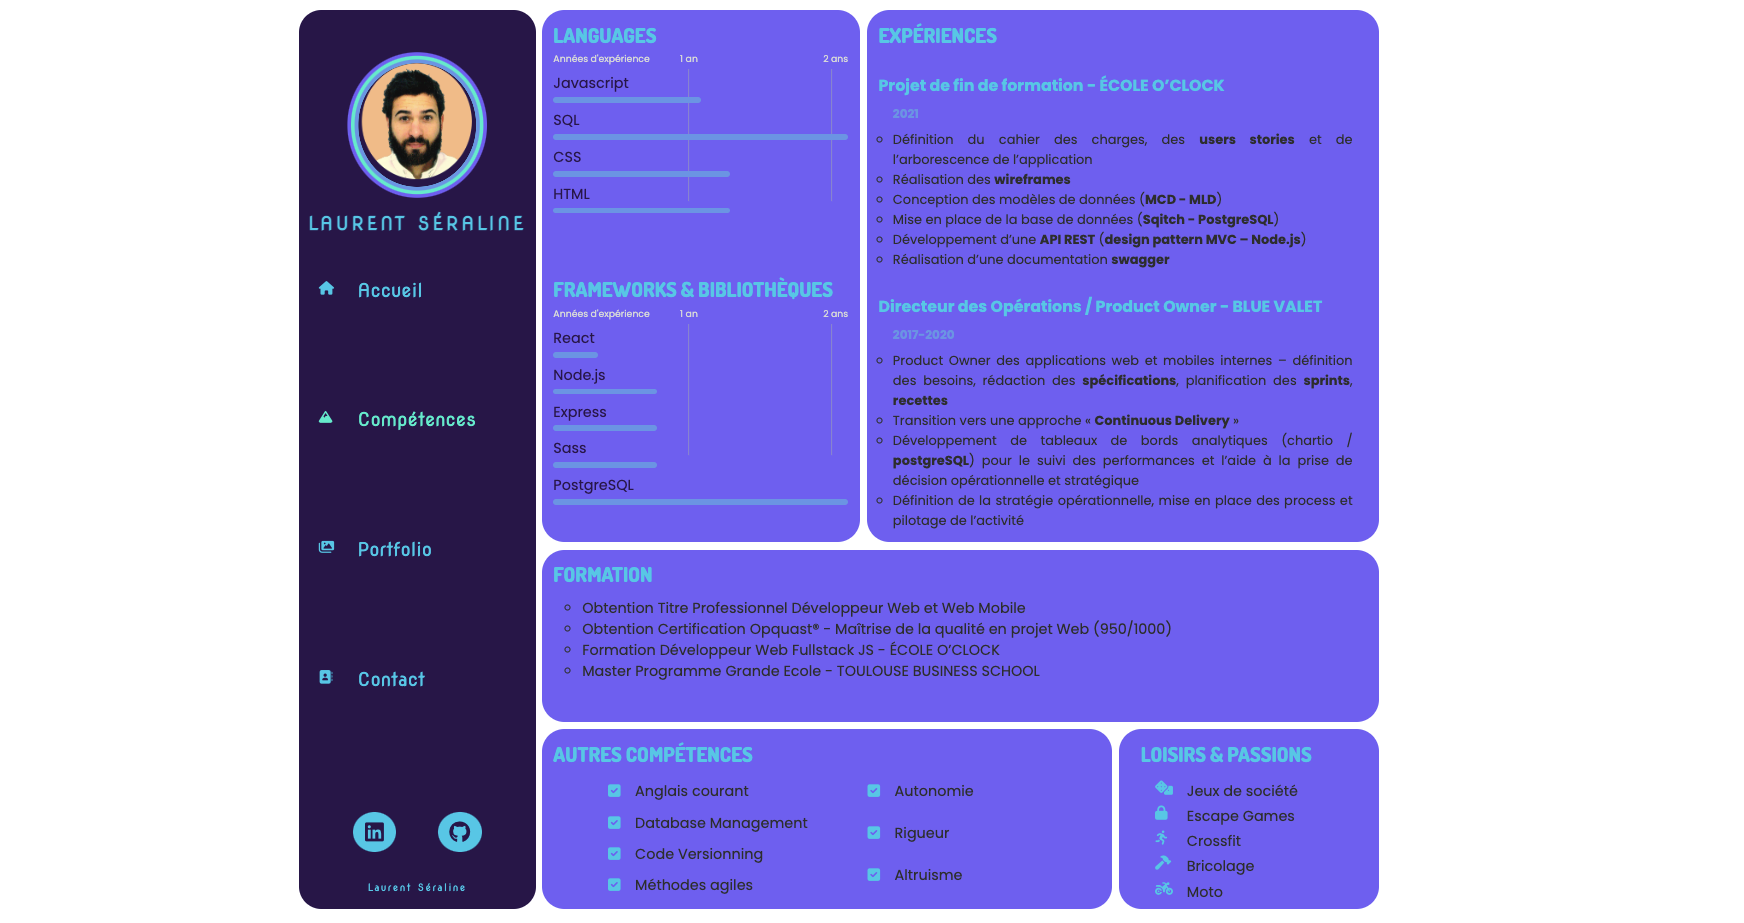 LAURENT SÉRALINE
Accueil
Compétences
Portfolio
Contact
Laurent Séraline
LANGUAGES
Années d'expérience 1 an 2 ans
Javascript
SQL
CSS
HTML
FRAMEWORKS & BIBLIOTHÈQUES
Années d'expérience 1 an 2 ans
React
Node.js
Express
Sass
PostgreSQL
EXPÉRIENCES
Projet de fin de formation - ÉCOLE O'CLOCK
2021
Définition du cahier des charges, des users stories et de
l'arborescence de l'application
Réalisation des wireframes
Conception des modèles de données (MCD - MLD)
Mise en place de la base de données (Sqitch - PostgreSQL)
Développement d'une API REST (design pattern MVC – Node.js)
Réalisation d'une documentation swagger
Directeur des Opérations / Product Owner – BLUE VALET
2017-2020
Product Owner des applications web et mobiles internes – définition
des besoins, rédaction des spécifications, planification des sprints,
recettes
Transition vers une approche « Continuous Delivery »
Développement de tableaux de bords analytiques (chartio /
postgreSQL) pour le suivi des performances et l'aide à la prise de
décision opérationnelle et stratégique
Définition de la stratégie opérationnelle, mise en place des process et
pilotage de l'activité
FORMATION
Obtention Titre Professionnel Développeur Web et Web Mobile
Obtention Certification Opquast® - Maîtrise de la qualité en projet Web (950/1000)
Formation Développeur Web Fullstack JS - ÉCOLE O'CLOCK
Master Programme Grande Ecole - TOULOUSE BUSINESS SCHOOL
AUTRES COMPÉTENCES
Anglais courant
Database Management
Code Versionning
Méthodes agiles
Autonomie
Rigueur
Altruisme
LOISIRS & PASSIONS
Jeux de société
Escape Games
Crossfit
Bricolage
Moto